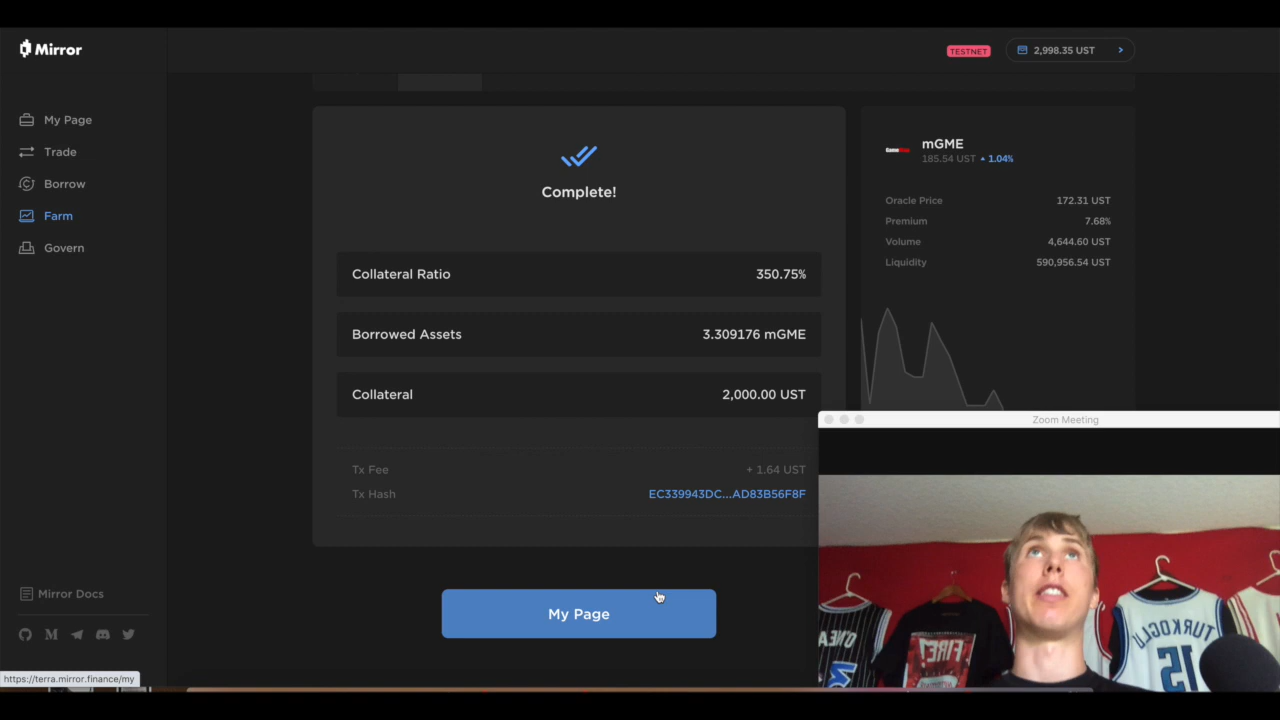 Mirror
TESTNET
2,998.35 UST
My Page
Trade
Borrow
Farm
Govern
Complete!
Collateral Ratio 350.75%
Borrowed Assets 3.309176 mGME
Collateral 2,000.00 UST
Tx Fee + 1.64 UST
Tx Hash EC339943DC...AD83B56F8F
My Page
mGME
185.54 UST 1.04%
Oracle Price 172.31 UST
Premium 7.68%
Volume 4,644.60 UST
Liquidity 590,956.54 UST
Zoom Meeting
O'NEA
FIRE!
TURKOGLU
15
Mirror Docs
https://terra.mirror.finance/my